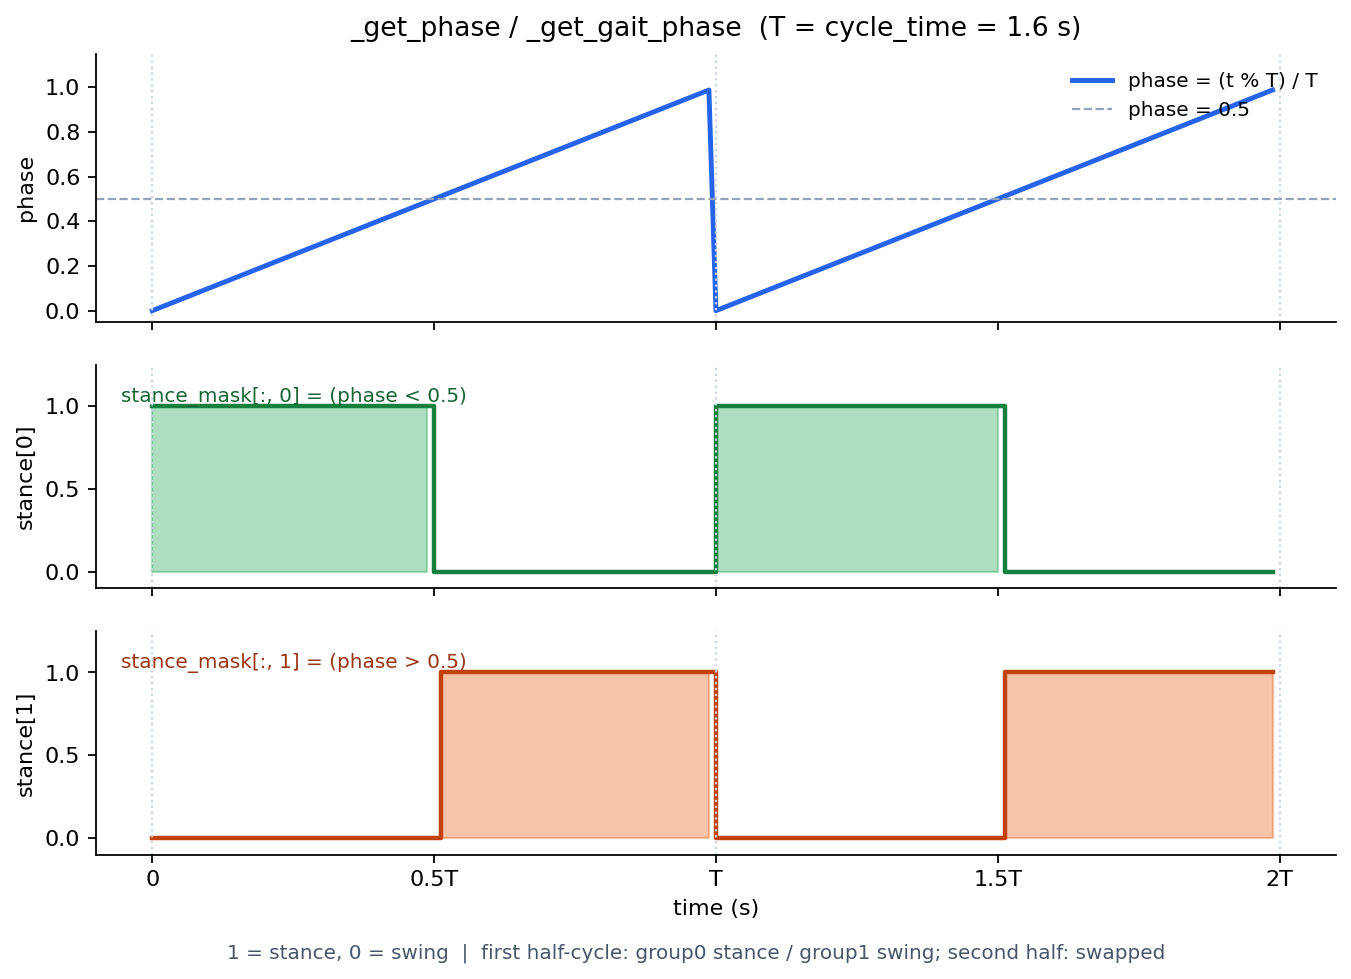 _get_phase / _get_gait_phase  (T = cycle_time = 1.6 s)
phase
1.0
0.8
0.6
0.4
0.2
0.0
phase = (t % T) / T
phase = 0.5
stance[0]
1.0
0.5
0.0
stance_mask[:, 0] = (phase < 0.5)
stance[1]
1.0
0.5
0.0
stance_mask[:, 1] = (phase > 0.5)
0 0.5T T 1.5T 2T
time (s)
1 = stance, 0 = swing  |  first half-cycle: group0 stance / group1 swing; second half: swapped